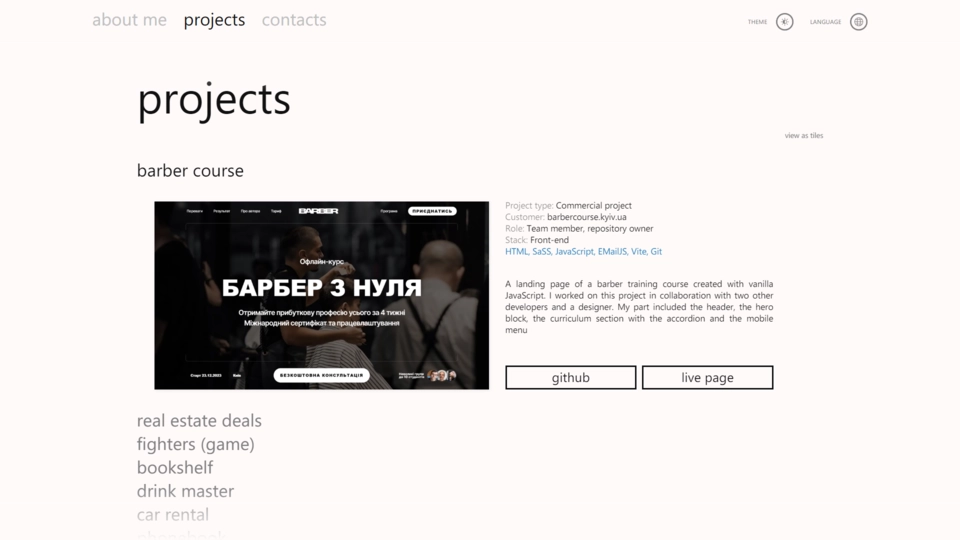 about me projects contacts
THEME LANGUAGE
projects
view as tiles
barber course
Результат Про автора Тариф BARBER Програма ПРИЄДНАТИСЬ
Офлайн-курс
БАРБЕР З НУЛЯ
Отримайте прибуткову професію усього за 4 тижні
Міжнародний сертифікат та працевлаштування
Старт 23.12.2023 Київ БЕЗКОШТОВНА КОНСУЛЬТАЦІЯ
Project type: Commercial project
Customer: barbercourse.kyiv.ua
Role: Team member, repository owner
Stack: Front-end
HTML, SaSS, JavaScript, EMailJS, Vite, Git
A landing page of a barber training course created with vanilla
JavaScript. I worked on this project in collaboration with two other
developers and a designer. My part included the header, the hero
block, the curriculum section with the accordion and the mobile
menu
github live page
real estate deals
fighters (game)
bookshelf
drink master
car rental